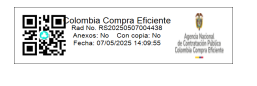 Colombia Compra Eficiente
Rad No. RS20250507004438
Anexos: No Con copia: No
Fecha: 07/05/2025 14:09:55
Agencia Nacional
de Contratación Pública
Colombia Compra Eficiente